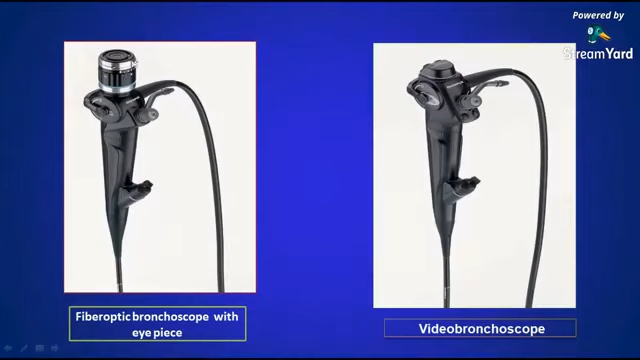 Powered by
StreamYard
Fiberoptic bronchoscope with
eye piece
Videobronchoscope